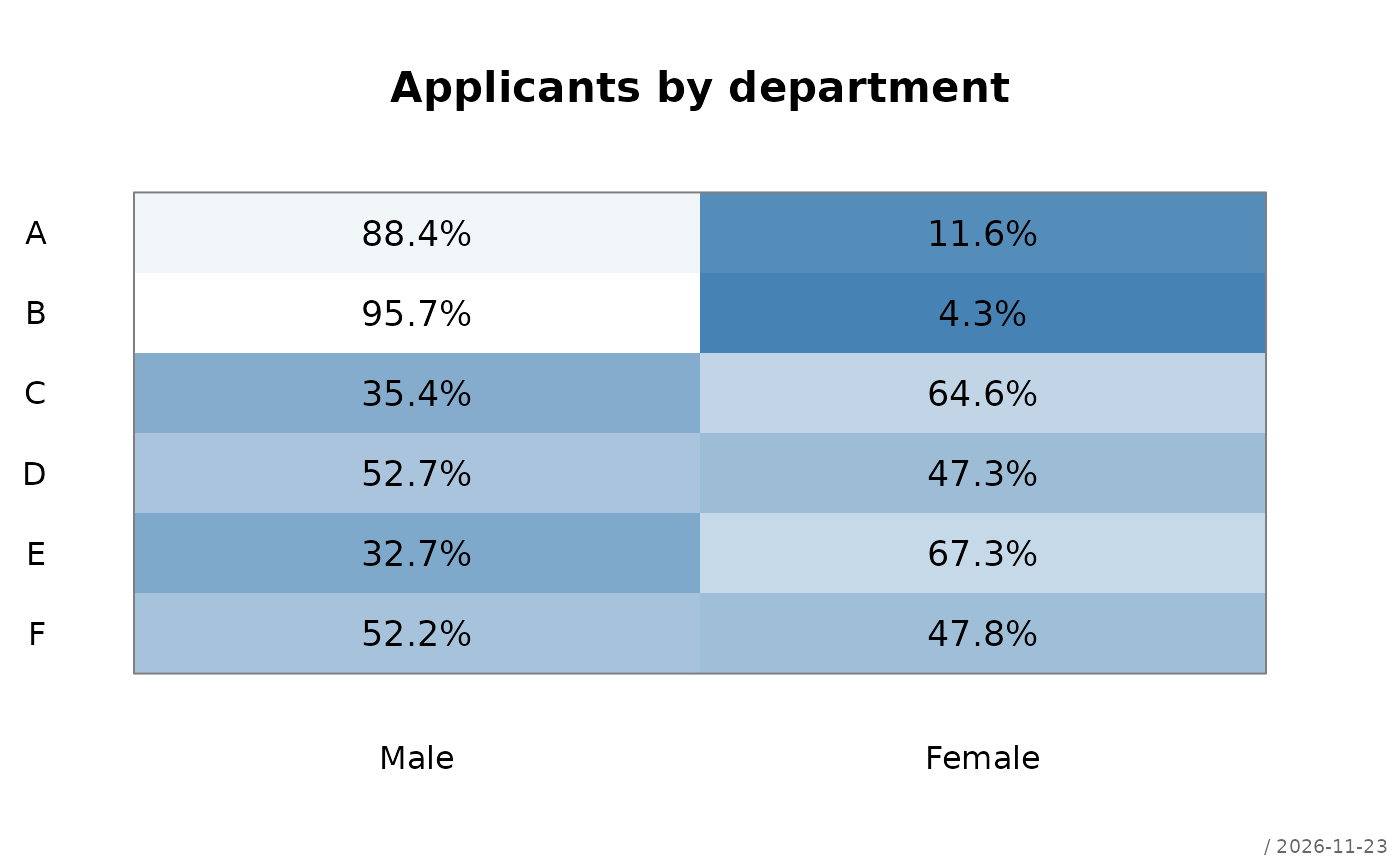 Applicants by department
A 88.4% 11.6%
B 95.7% 4.3%
C 35.4% 64.6%
D 52.7% 47.3%
E 32.7% 67.3%
F 52.2% 47.8%
Male Female
/ 2026-11-23